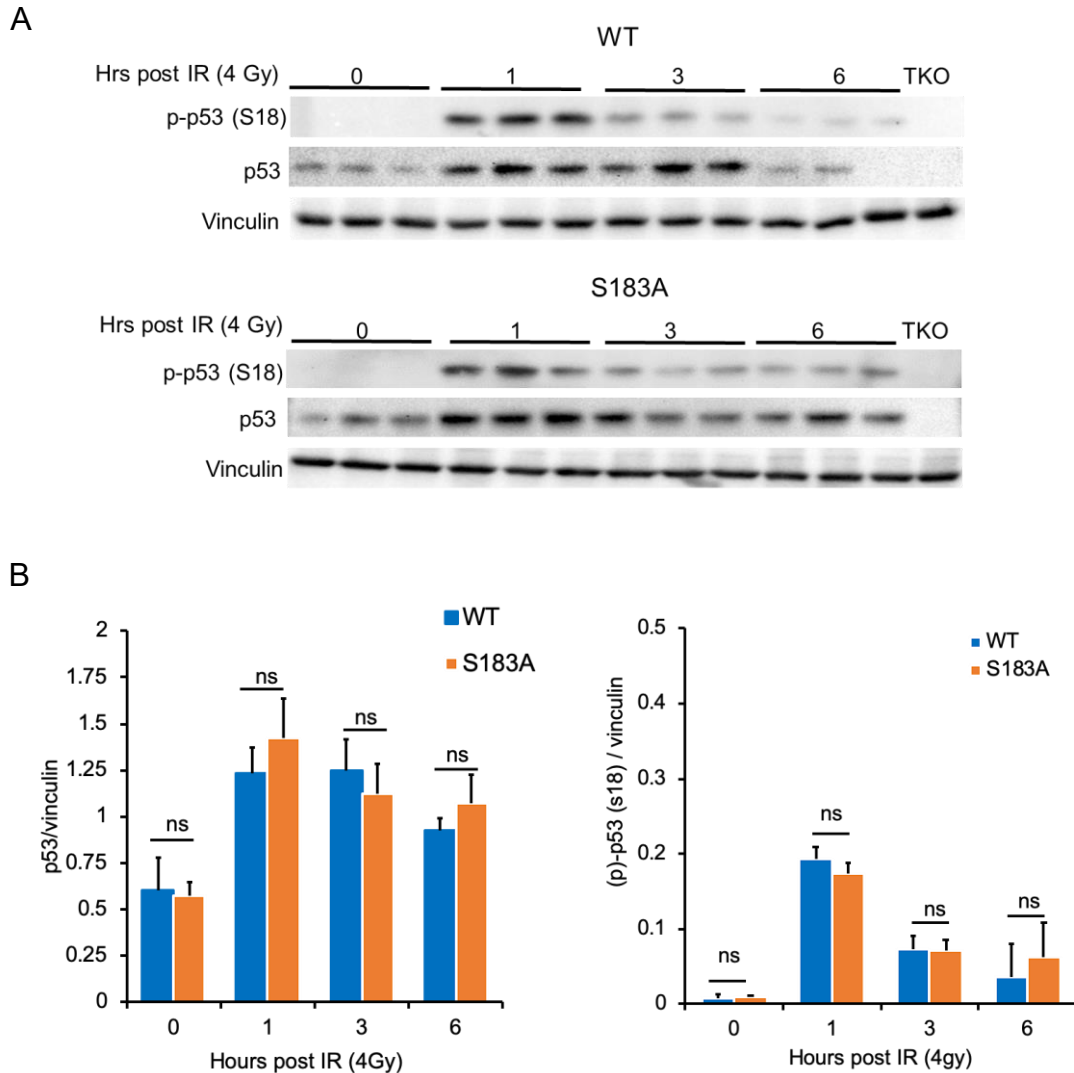 A
WT
Hrs post IR (4 Gy) 0 1 3 6 TKO
p-p53 (S18)
p53
Vinculin
S183A
Hrs post IR (4 Gy) 0 1 3 6 TKO
p-p53 (S18)
p53
Vinculin
B
p53/vinculin
2
1.75
1.5
1.25
1
0.75
0.5
0.25
0
WT
S183A
ns
ns
ns
ns
0 1 3 6
Hours post IR (4Gy)
(p)-p53 (s18) / vinculin
0.5
0.4
0.3
0.2
0.1
0
WT
S183A
ns
ns
ns
ns
0 1 3 6
Hours post IR (4gy)